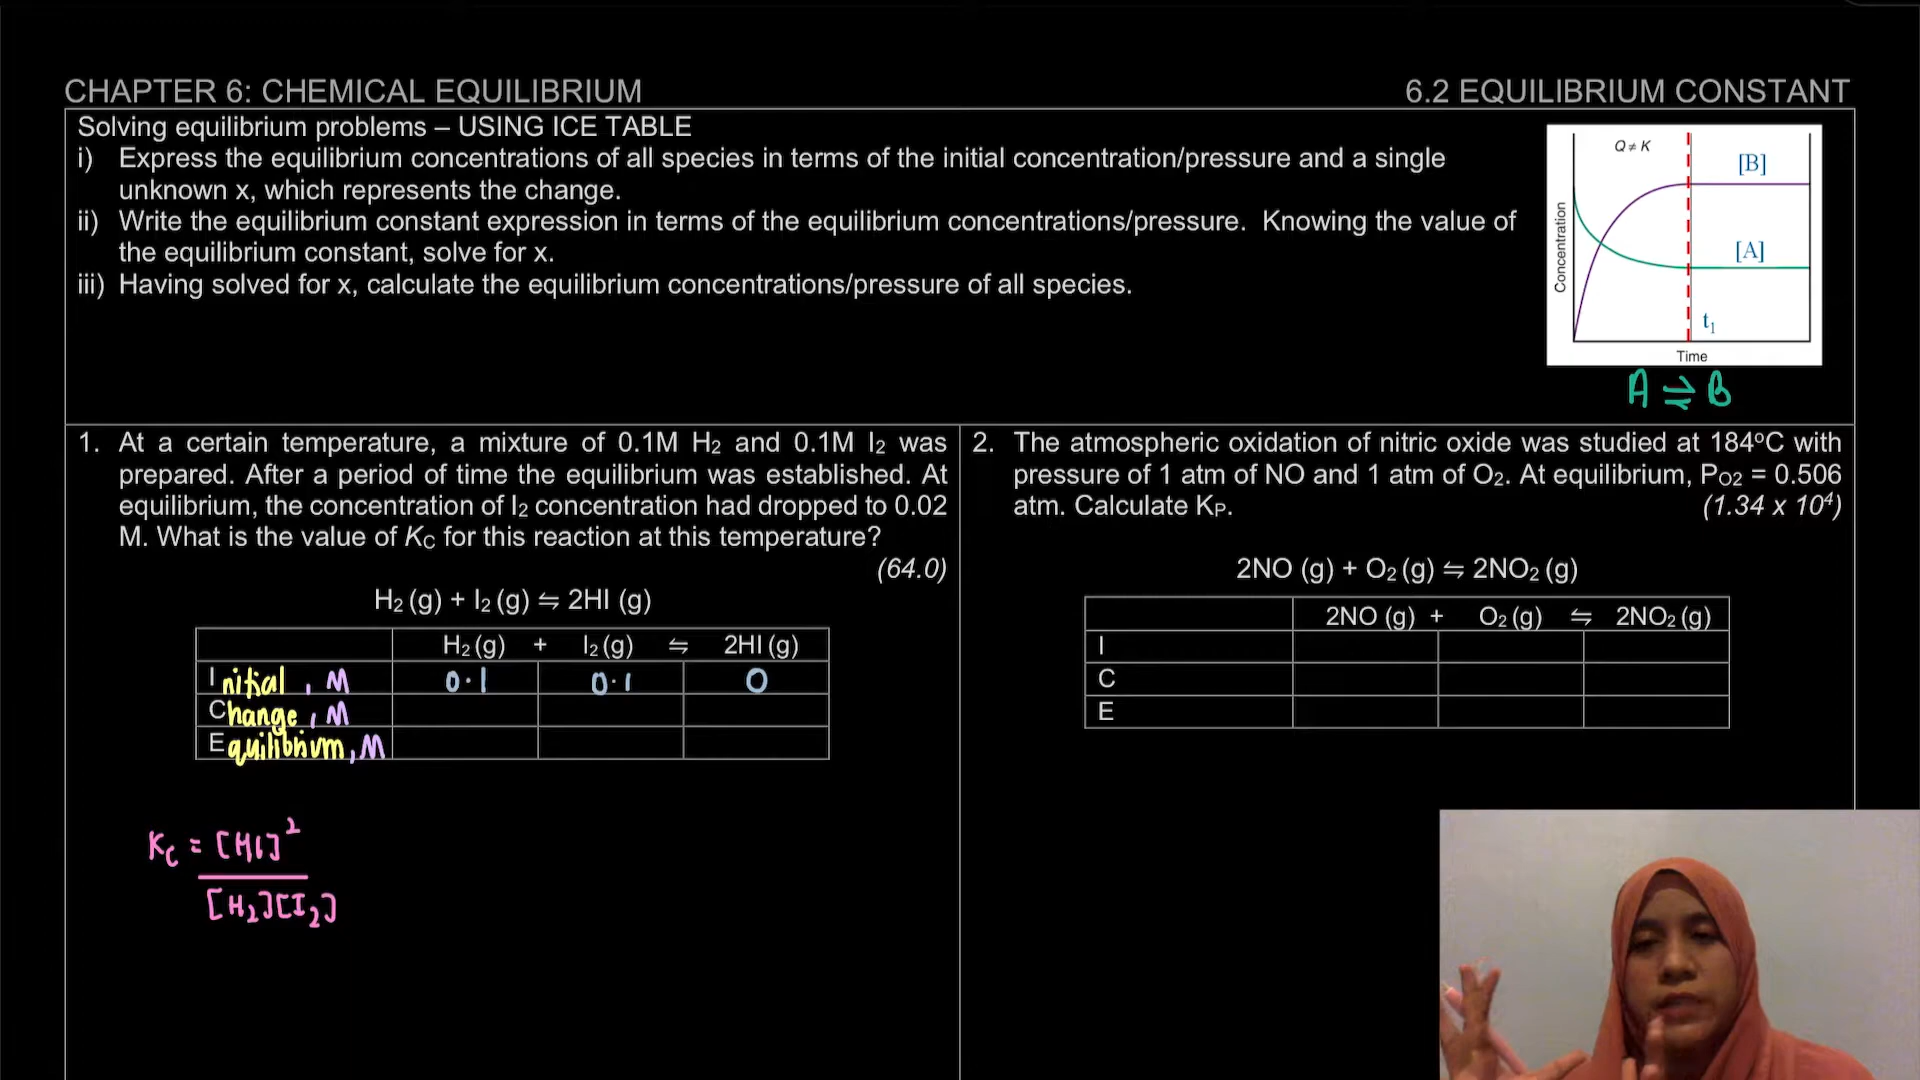 CHAPTER 6: CHEMICAL EQUILIBRIUM
6.2 EQUILIBRIUM CONSTANT
Solving equilibrium problems – USING ICE TABLE
i) Express the equilibrium concentrations of all species in terms of the initial concentration/pressure and a single
unknown x, which represents the change.
ii) Write the equilibrium constant expression in terms of the equilibrium concentrations/pressure. Knowing the value of
the equilibrium constant, solve for x.
iii) Having solved for x, calculate the equilibrium concentrations/pressure of all species.
Q ≠ K
[B]
[A]
t₁
Concentration
Time
A ⇌ B
1. At a certain temperature, a mixture of 0.1M H₂ and 0.1M I₂ was
prepared. After a period of time the equilibrium was established. At
equilibrium, the concentration of I₂ concentration had dropped to 0.02
M. What is the value of KC for this reaction at this temperature?
(64.0)
H₂ (g) + I₂ (g) ⇋ 2HI (g)
H₂ (g) + I₂ (g) ⇋ 2HI (g)
Initial, M 0.1 0.1 0
Change, M
Equilibrium, M
Kc = [HI]²
[H₂][I₂]
2. The atmospheric oxidation of nitric oxide was studied at 184ºC with
pressure of 1 atm of NO and 1 atm of O₂. At equilibrium, PO2 = 0.506
atm. Calculate KP.
(1.34 x 10⁴)
2NO (g) + O₂ (g) ⇋ 2NO₂ (g)
2NO (g) + O₂ (g) ⇋ 2NO₂ (g)
I
C
E